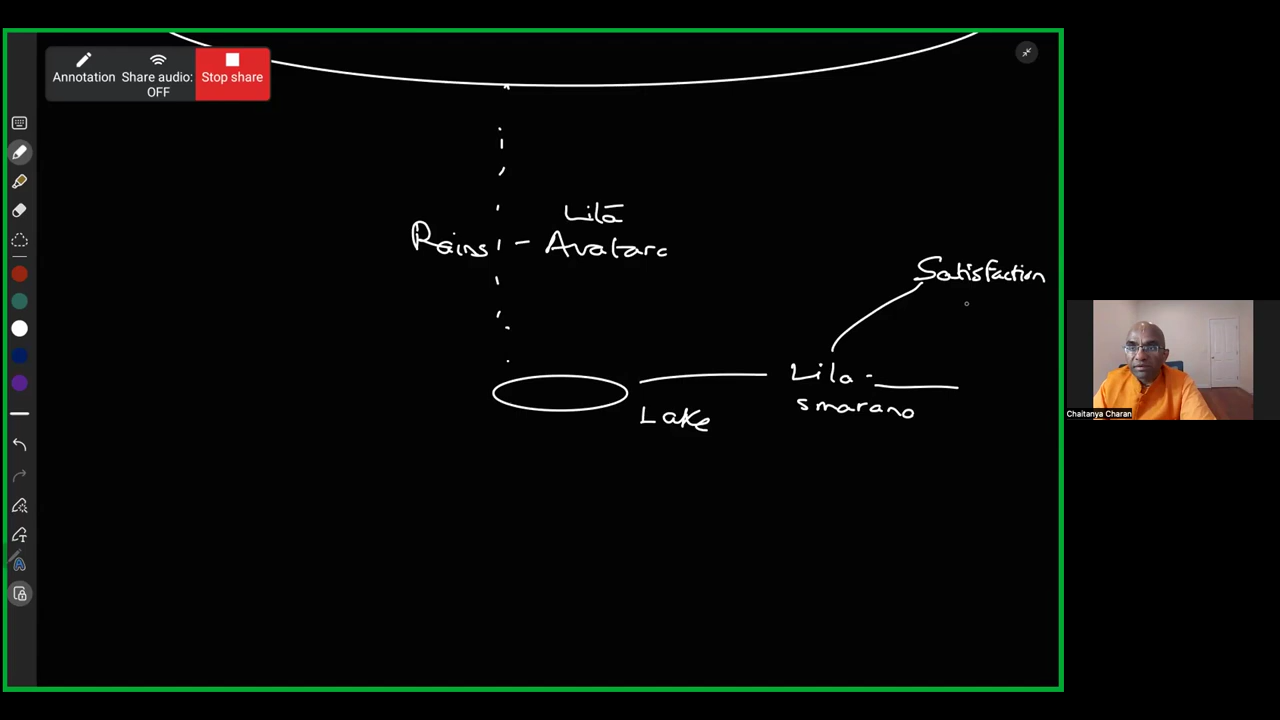 Annotation
Share audio:
OFF
Stop share
Lilā
Rains - Avatara
Satisfaction
Lila -
smarana
Lake
Chaitanya Charan